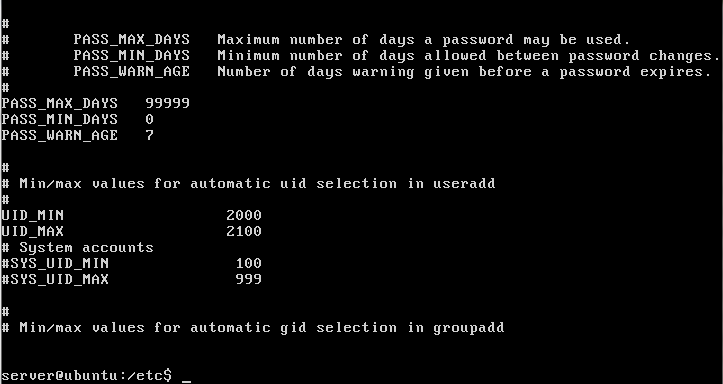 #
#       PASS_MAX_DAYS   Maximum number of days a password may be used.
#       PASS_MIN_DAYS   Minimum number of days allowed between password changes.
#       PASS_WARN_AGE   Number of days warning given before a password expires.
#
PASS_MAX_DAYS   99999
PASS_MIN_DAYS   0
PASS_WARN_AGE   7
#
# Min/max values for automatic uid selection in useradd
#
UID_MIN                  2000
UID_MAX                  2100
# System accounts
#SYS_UID_MIN              100
#SYS_UID_MAX              999
#
# Min/max values for automatic gid selection in groupadd
server@ubuntu:/etc$ _